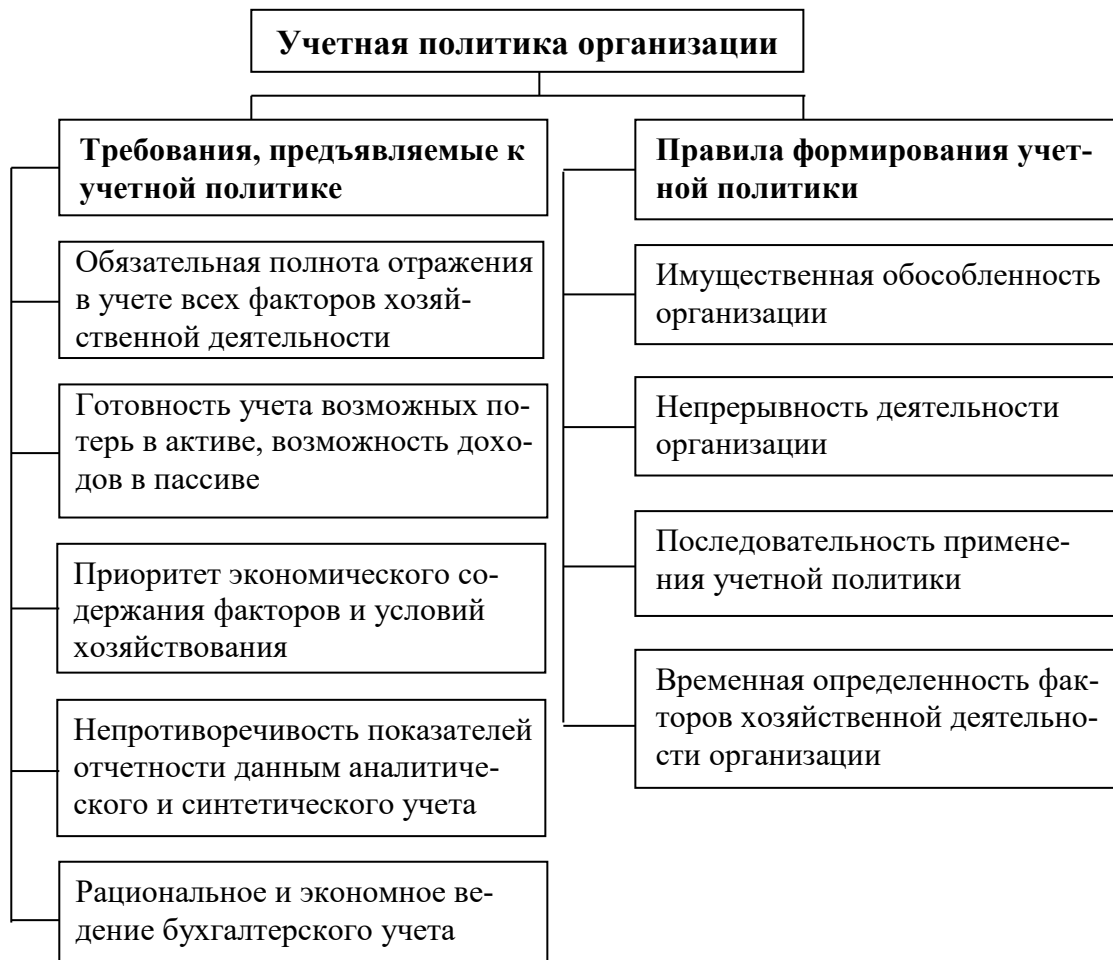 Учетная политика организации
Требования, предъявляемые к
учетной политике
Обязательная полнота отражения
в учете всех факторов хозяй-
ственной деятельности
Готовность учета возможных по-
терь в активе, возможность дохо-
дов в пассиве
Приоритет экономического со-
держания факторов и условий
хозяйствования
Непротиворечивость показателей
отчетности данным аналитиче-
ского и синтетического учета
Рациональное и экономное ве-
дение бухгалтерского учета
Правила формирования учет-
ной политики
Имущественная обособленность
организации
Непрерывность деятельности
организации
Последовательность примене-
ния учетной политики
Временная определенность фак-
торов хозяйственной деятельно-
сти организации